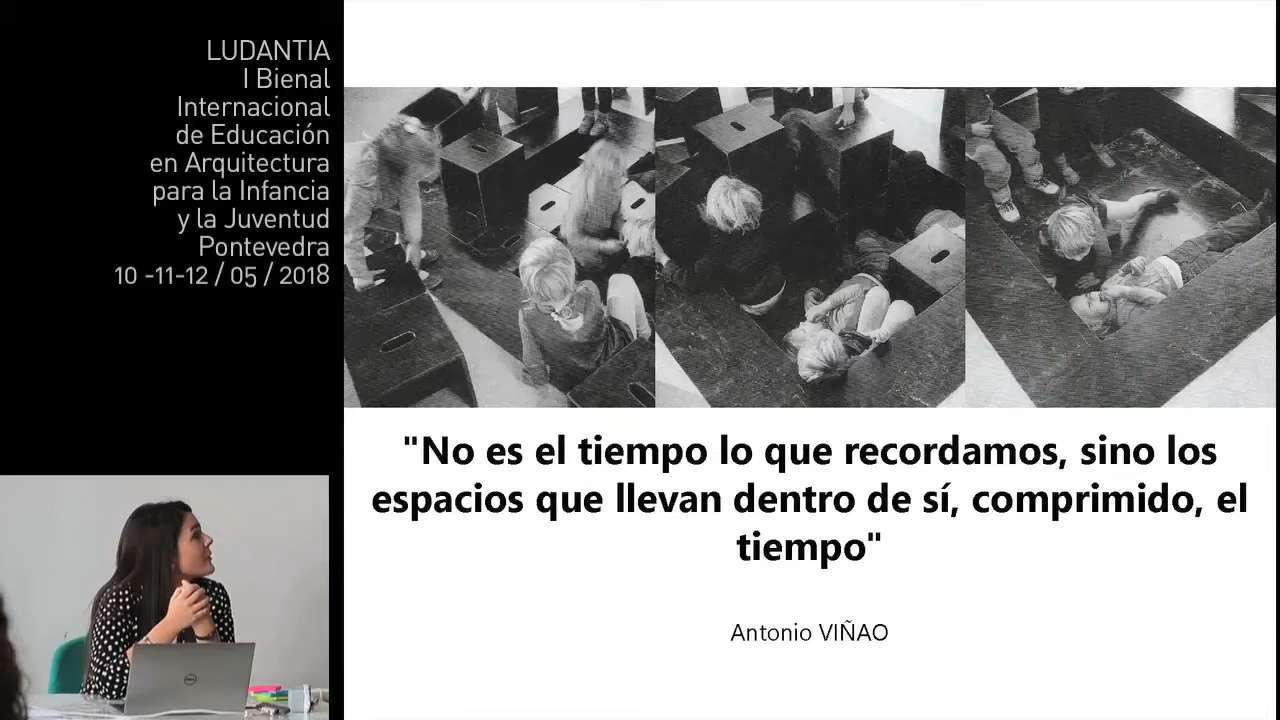 LUDANTIA
I Bienal
Internacional
de Educación
en Arquitectura
para la Infancia
y la Juventud
Pontevedra
10 -11-12 / 05 / 2018
"No es el tiempo lo que recordamos, sino los
espacios que llevan dentro de sí, comprimido, el
tiempo"
Antonio VIÑAO
DELL